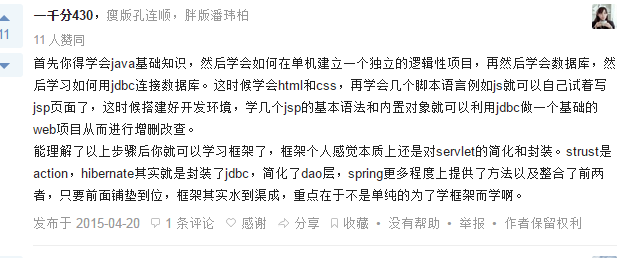 11
一千分430，瘦版孔连顺，胖版潘玮柏
11 人赞同
首先你得学会java基础知识，然后学会如何在单机建立一个独立的逻辑性项目，再然后学会数据库，然
后学习如何用jdbc连接数据库。这时候学会html和css，再学会几个脚本语言例如js就可以自己试着写
jsp页面了，这时候搭建好开发环境，学几个jsp的基本语法和内置对象就可以利用jdbc做一个基础的
web项目从而进行增删改查。
能理解了以上步骤后你就可以学习框架了，框架个人感觉本质上还是对servlet的简化和封装。strust是
action，hibernate其实就是封装了jdbc，简化了dao层，spring更多程度上提供了方法以及整合了前两
者，只要前面铺垫到位，框架其实水到渠成，重点在于不是单纯的为了学框架而学啊。
发布于 2015-04-20 1 条评论 感谢 分享 收藏 • 没有帮助 • 举报 • 作者保留权利